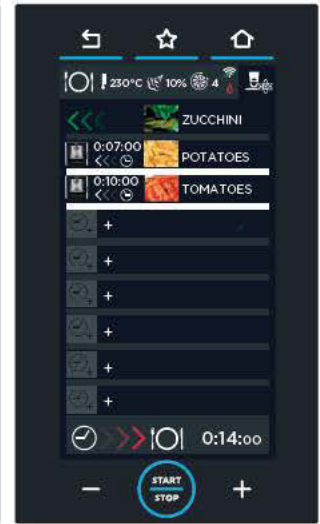 230°C 10% 4
ZUCCHINI
0:07:00 POTATOES
0:10:00 TOMATOES
+
+
+
+
+
+
0:14:00
START
STOP
- +